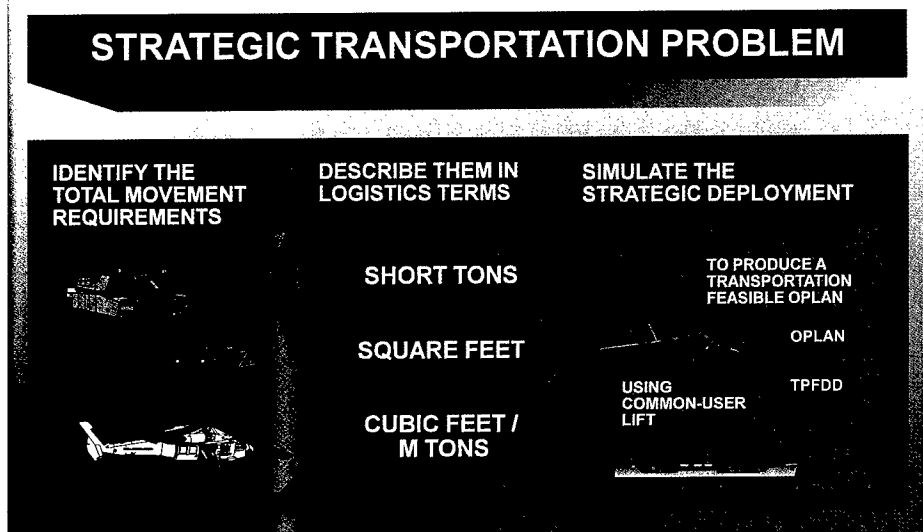 STRATEGIC TRANSPORTATION PROBLEM
IDENTIFY THE
TOTAL MOVEMENT
REQUIREMENTS
DESCRIBE THEM IN
LOGISTICS TERMS
SHORT TONS
SQUARE FEET
CUBIC FEET /
M TONS
SIMULATE THE
STRATEGIC DEPLOYMENT
TO PRODUCE A
TRANSPORTATION
FEASIBLE OPLAN
OPLAN
TPFDD
USING
COMMON-USER
LIFT